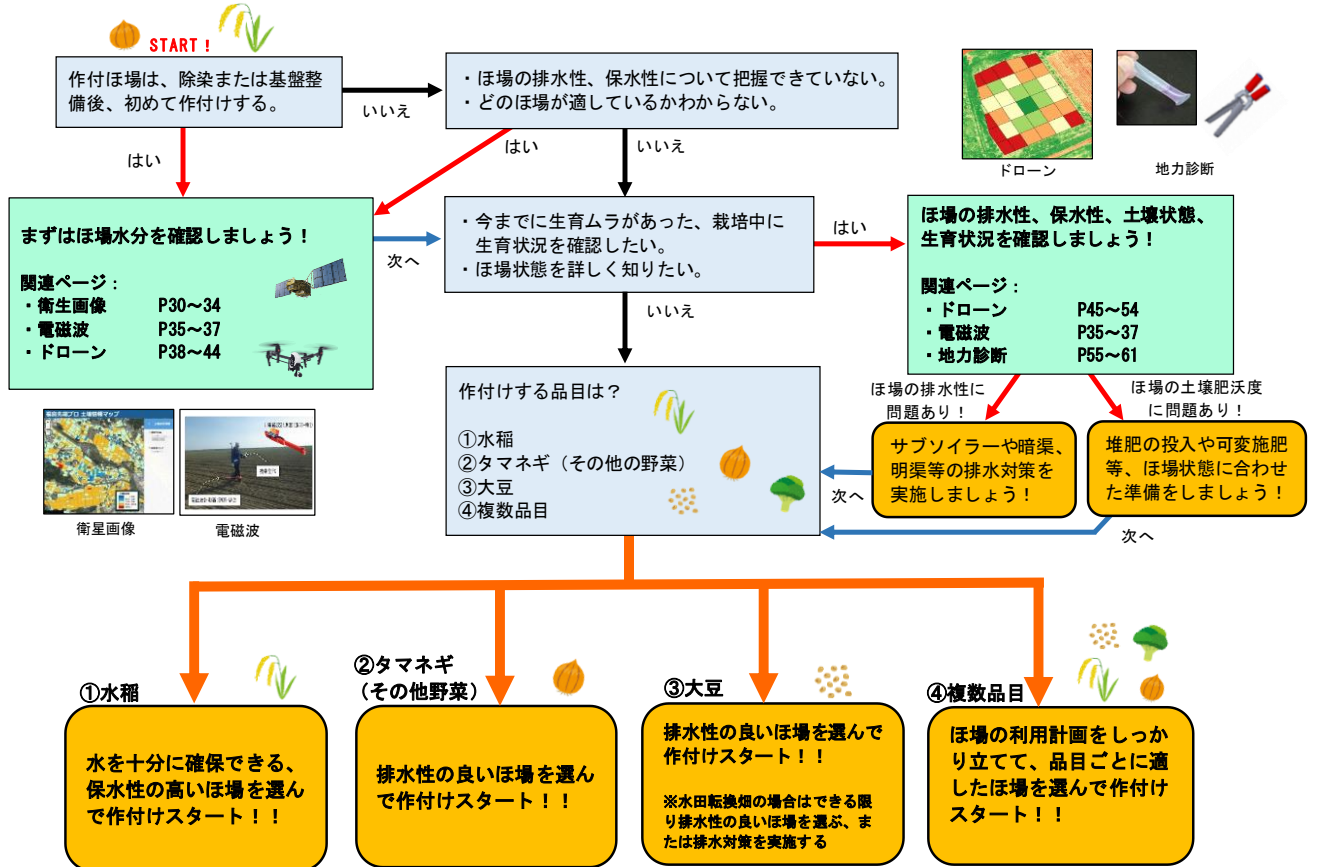 START！
作付ほ場は、除染または基盤整
備後、初めて作付けする。
いいえ
はい
・ほ場の排水性、保水性について把握できていない。
・どのほ場が適しているかわからない。
はい
いいえ
ドローン
地力診断
まずはほ場水分を確認しましょう！
関連ページ：
・衛生画像　P30～34
・電磁波　P35～37
・ドローン　P38～44
次へ
・今までに生育ムラがあった、栽培中に
生育状況を確認したい。
・ほ場状態を詳しく知りたい。
はい
いいえ
ほ場の排水性、保水性、土壌状態、
生育状況を確認しましょう！
関連ページ：
・ドローン　P45～54
・電磁波　P35～37
・地力診断　P55～61
ほ場の排水性に
問題あり！
ほ場の土壌肥沃度
に問題あり！
サブソイラーや暗渠、
明渠等の排水対策を
実施しましょう！
堆肥の投入や可変施肥
等、ほ場状態に合わせ
た準備をしましょう！
次へ
次へ
作付けする品目は？
①水稲
②タマネギ（その他の野菜）
③大豆
④複数品目
衛星画像
電磁波
①水稲
水を十分に確保できる、
保水性の高いほ場を選ん
で作付けスタート！！
②タマネギ
（その他野菜）
排水性の良いほ場を選ん
で作付けスタート！！
③大豆
排水性の良いほ場を選んで
作付けスタート！！
※水田転換畑の場合はできる限
り排水性の良いほ場を選ぶ、ま
たは排水対策を実施する
④複数品目
ほ場の利用計画をしっか
り立てて、品目ごとに適
したほ場を選んで作付け
スタート！！